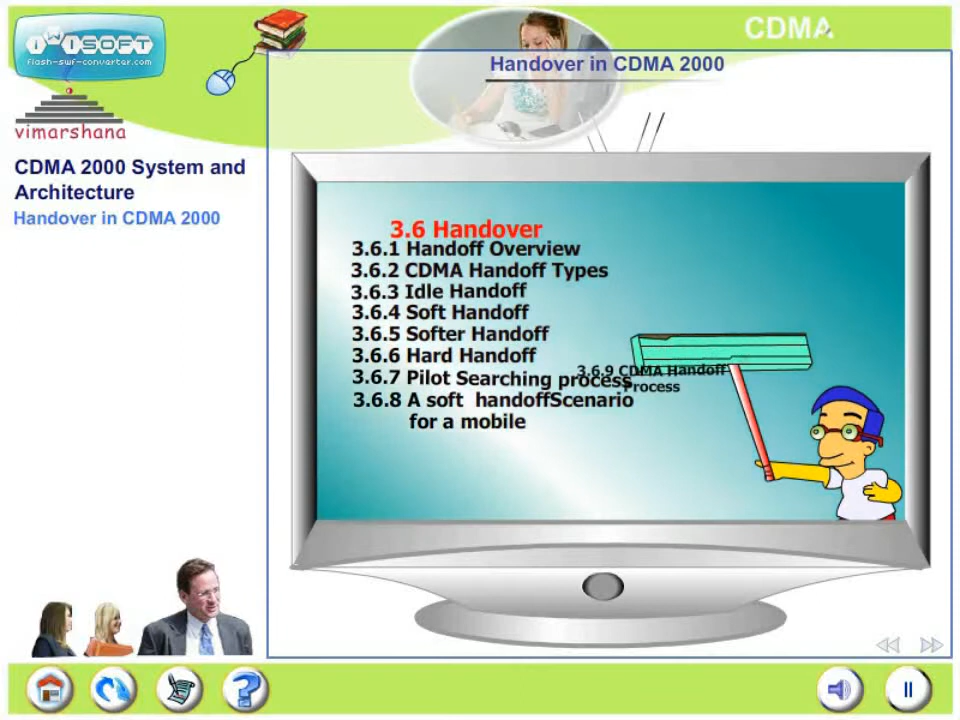 CDMA
iWiSOFT
flash-swf-converter.com
Handover in CDMA 2000
vimarshana
CDMA 2000 System and
Architecture
Handover in CDMA 2000
3.6 Handover
3.6.1 Handoff Overview
3.6.2 CDMA Handoff Types
3.6.3 Idle Handoff
3.6.4 Soft Handoff
3.6.5 Softer Handoff
3.6.6 Hard Handoff
3.6.7 Pilot Searching process
3.6.8 A soft handoffScenario
for a mobile
3.6.9 CDMA Handoff
Process